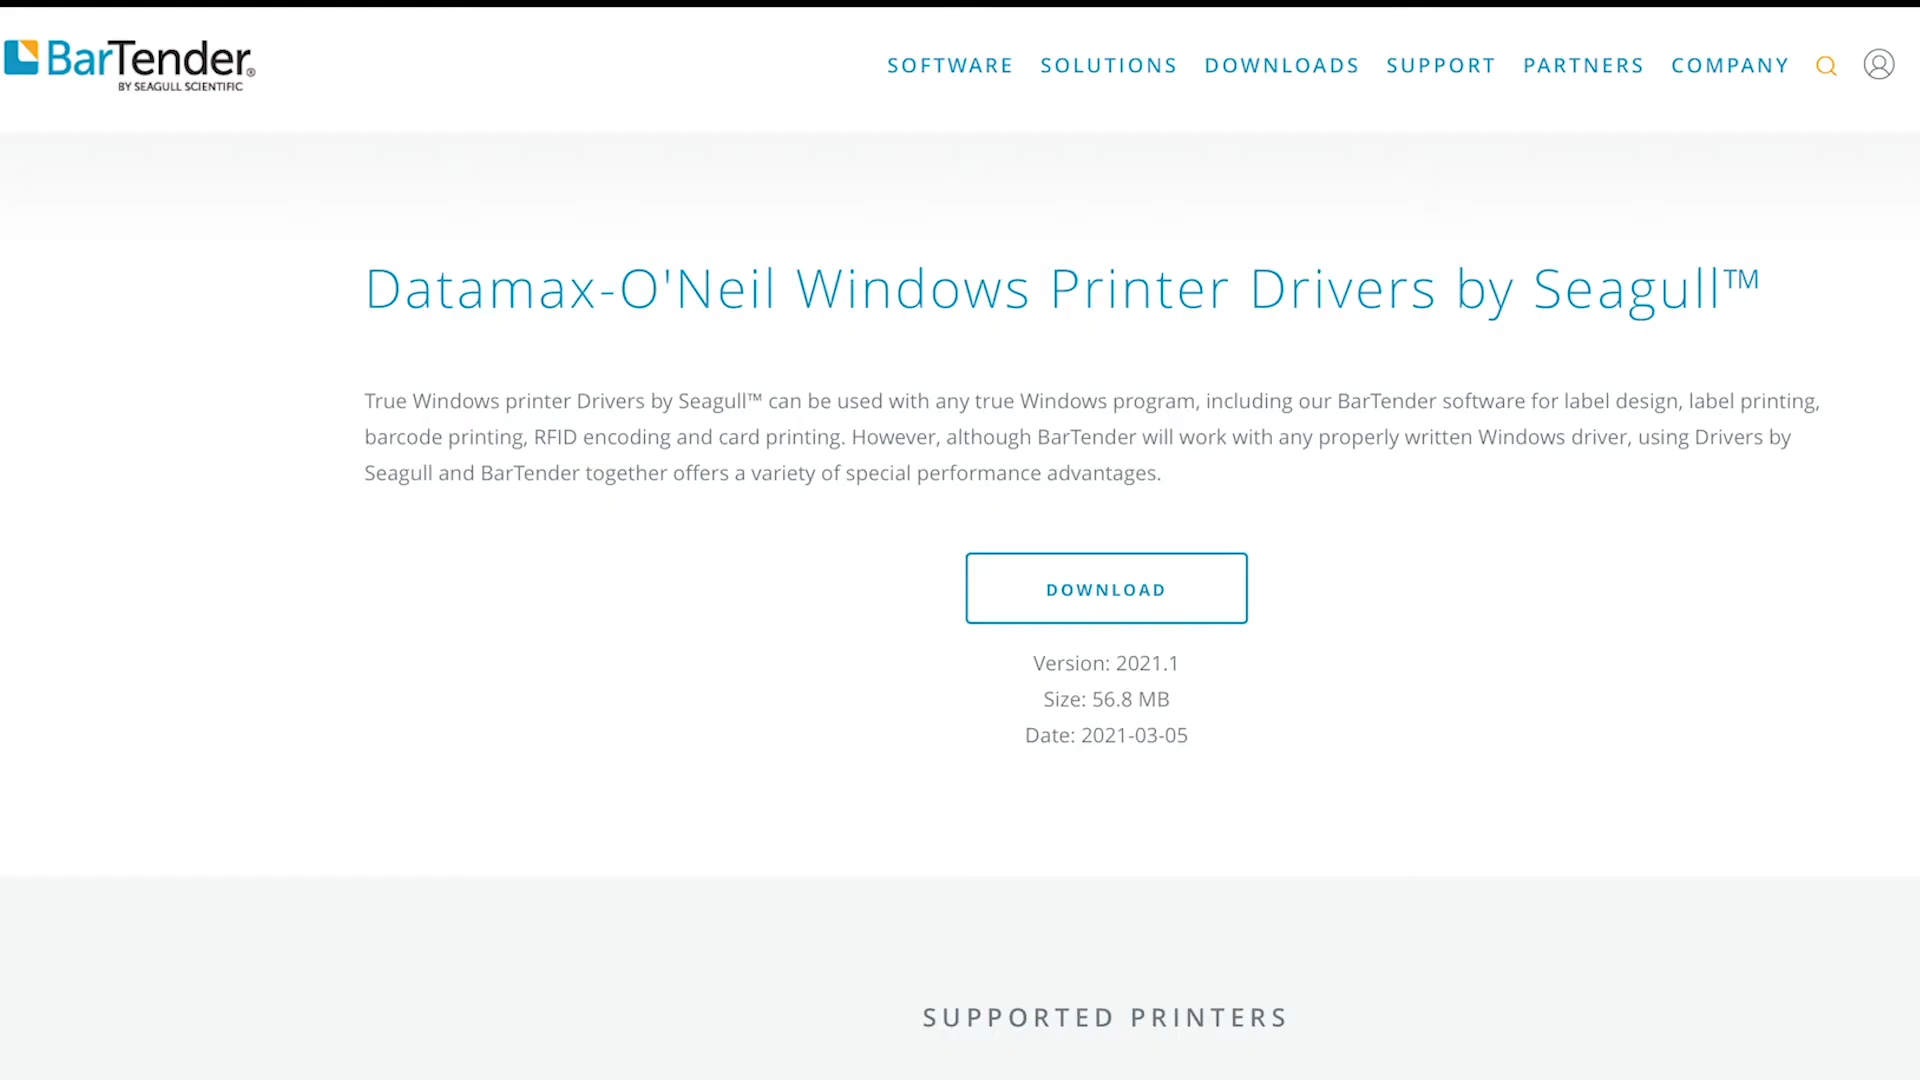 BarTender®
BY SEAGULL SCIENTIFIC
SOFTWARE SOLUTIONS DOWNLOADS SUPPORT PARTNERS COMPANY
Datamax-O'Neil Windows Printer Drivers by Seagull™
True Windows printer Drivers by Seagull™ can be used with any true Windows program, including our BarTender software for label design, label printing,
barcode printing, RFID encoding and card printing. However, although BarTender will work with any properly written Windows driver, using Drivers by
Seagull and BarTender together offers a variety of special performance advantages.
DOWNLOAD
Version: 2021.1
Size: 56.8 MB
Date: 2021-03-05
SUPPORTED PRINTERS